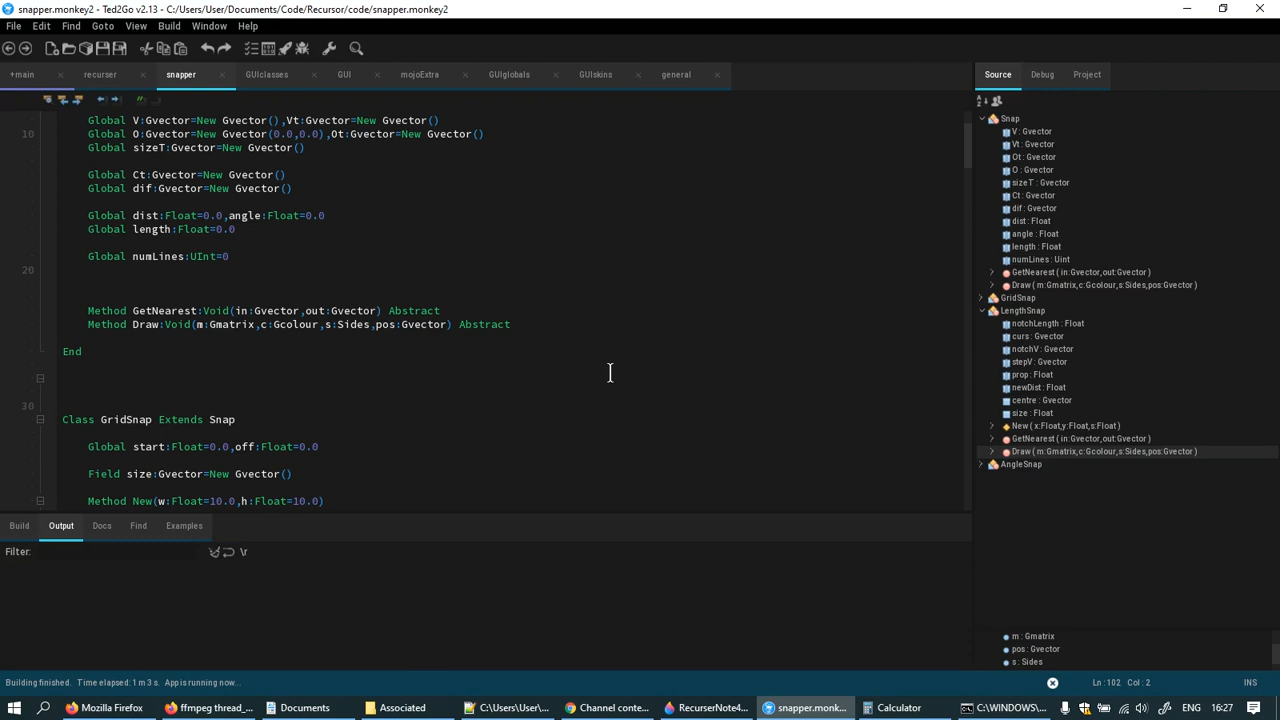 snapper.monkey2 - Ted2Go v2.13 - C:/Users/User/Documents/Code/Recursor/code/snapper.monkey2
File Edit Find Goto View Build Window Help
+main recurser snapper GUIclasses GUI mojoExtra GUIglobals GUIskins general
Source Debug Project
Global V:Gvector=New Gvector(),Vt:Gvector=New Gvector()
10 Global O:Gvector=New Gvector(0.0,0.0),Ot:Gvector=New Gvector()
Global sizeT:Gvector=New Gvector()
Global Ct:Gvector=New Gvector()
Global dif:Gvector=New Gvector()
Global dist:Float=0.0,angle:Float=0.0
Global length:Float=0.0
Global numLines:UInt=0
20
Method GetNearest:Void(in:Gvector,out:Gvector) Abstract
Method Draw:Void(m:Gmatrix,c:Gcolour,s:Sides,pos:Gvector) Abstract
End
30
Class GridSnap Extends Snap
Global start:Float=0.0,off:Float=0.0
Field size:Gvector=New Gvector()
Method New(w:Float=10.0,h:Float=10.0)
Snap
V : Gvector
Vt : Gvector
Ot : Gvector
O : Gvector
sizeT : Gvector
Ct : Gvector
dif : Gvector
dist : Float
angle : Float
length : Float
numLines : Uint
GetNearest ( in:Gvector,out:Gvector )
Draw ( m:Gmatrix,c:Gcolour,s:Sides,pos:Gvector )
GridSnap
LengthSnap
notchLength : Float
curs : Gvector
notchV : Gvector
stepV : Gvector
prop : Float
newDist : Float
centre : Gvector
size : Float
New ( x:Float,y:Float,s:Float )
GetNearest ( in:Gvector,out:Gvector )
Draw ( m:Gmatrix,c:Gcolour,s:Sides,pos:Gvector )
AngleSnap
m : Gmatrix
pos : Gvector
s : Sides
Build Output Docs Find Examples
Filter: \r
Building finished. Time elapsed: 1 m 3 s. App is running now... Ln : 102 Col : 2 INS
Mozilla Firefox ffmpeg thread_... Documents Associated C:\Users\U... Channel conte... RecurserNote4... snapper.monk... Calculator C:\WINDOWS\... ENG 16:27